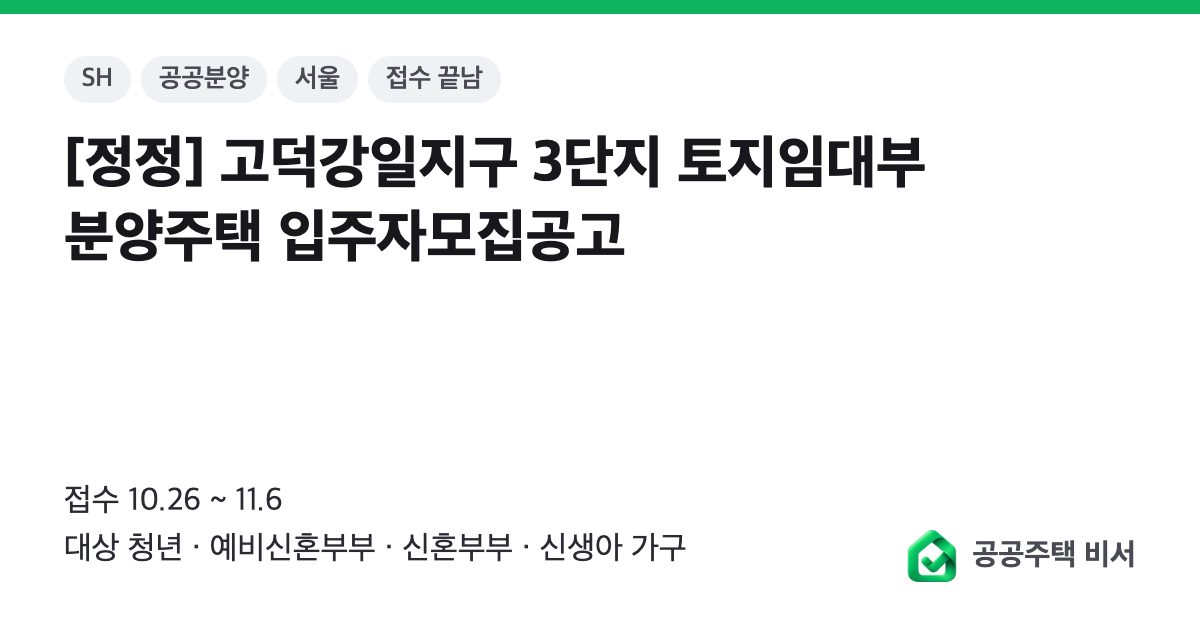 SH 공공분양 서울 접수 끝남
[정정] 고덕강일지구 3단지 토지임대부
분양주택 입주자모집공고
접수 10.26 ~ 11.6
대상 청년 · 예비신혼부부 · 신혼부부 · 신생아 가구
공공주택 비서